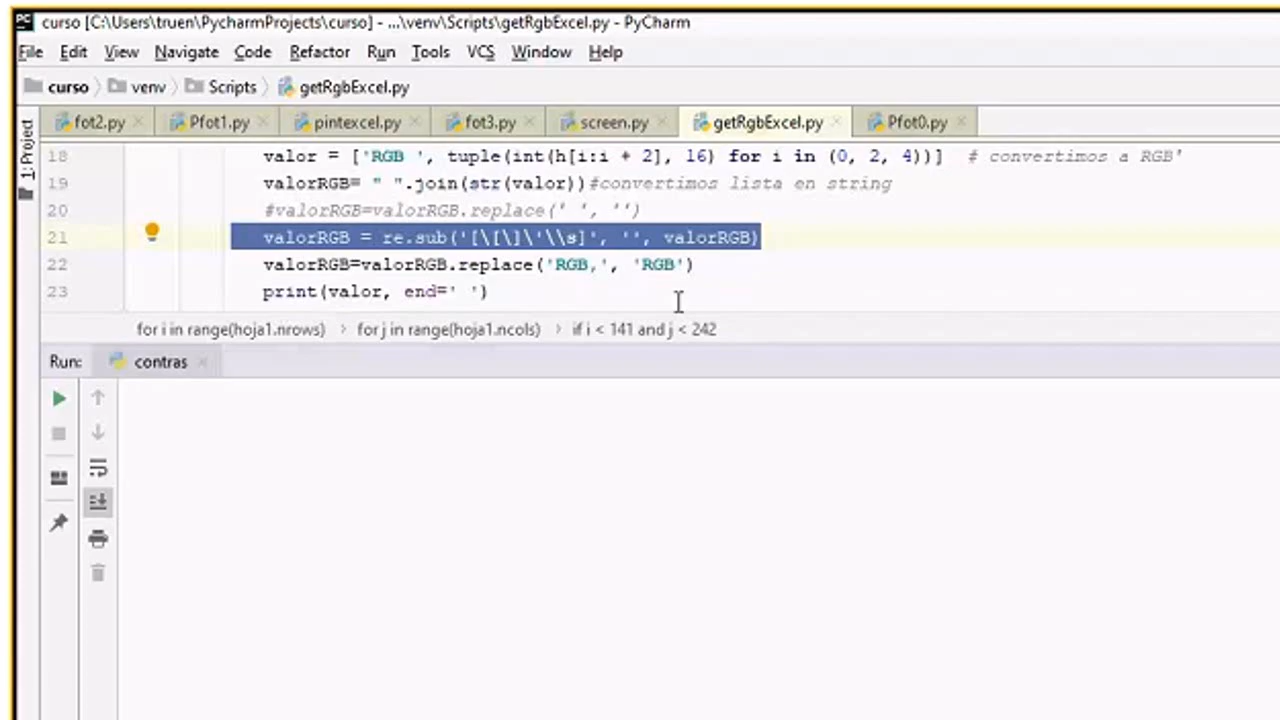 curso [C:\Users\truen\PycharmProjects\curso] - ...\venv\Scripts\getRgbExcel.py - PyCharm
File Edit View Navigate Code Refactor Run Tools VCS Window Help
curso venv Scripts getRgbExcel.py
1: Project
fot2.py Pfot1.py pintexcel.py fot3.py screen.py getRgbExcel.py Pfot0.py
18 valor = ['RGB ', tuple(int(h[i:i + 2], 16) for i in (0, 2, 4))] # convertimos a RGB'
19 valorRGB= " ".join(str(valor))#convertimos lista en string
20 #valorRGB=valorRGB.replace(' ', '')
21 valorRGB = re.sub('[\[\]\'\\s]', '', valorRGB)
22 valorRGB=valorRGB.replace('RGB,', 'RGB')
23 print(valor, end=' ')
for i in range(hoja1.nrows) for j in range(hoja1.ncols) if i < 141 and j < 242
Run: contras